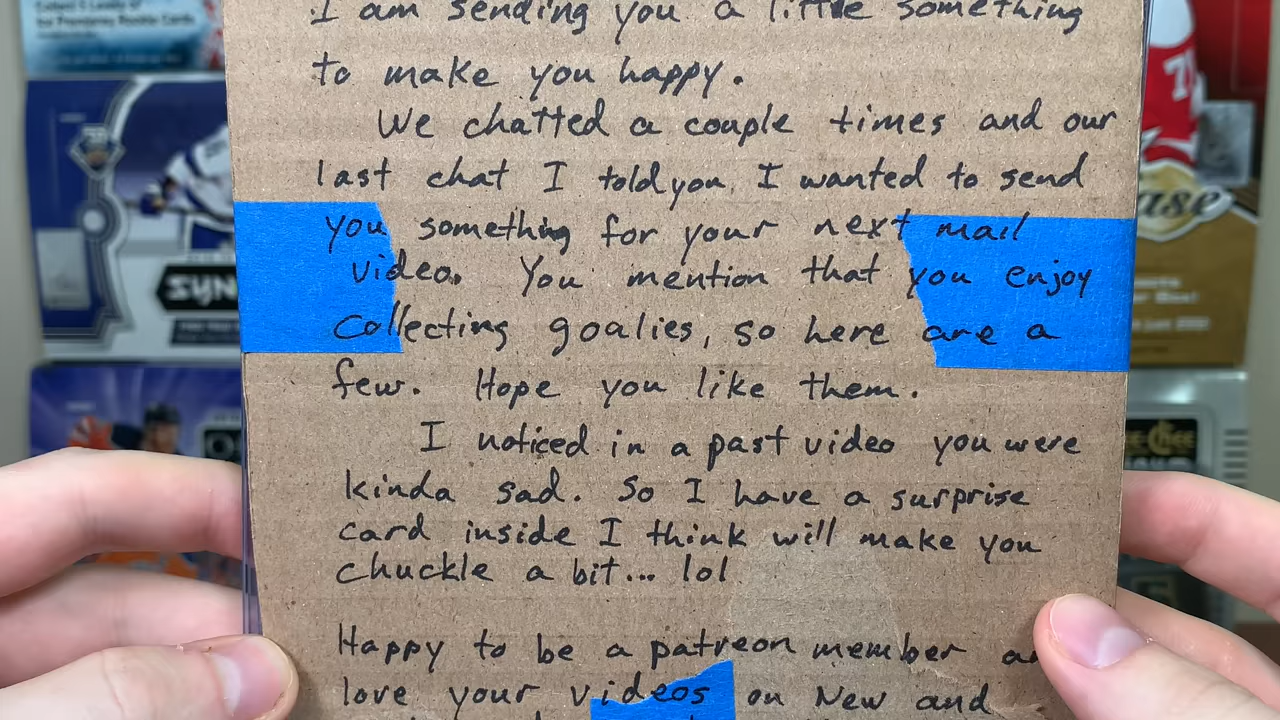 I am sending you a little something
to make you happy.
We chatted a couple times and our
last chat I told you I wanted to send
you something for your next mail
video. You mention that you enjoy
collecting goalies, so here are a
few. Hope you like them.
I noticed in a past video you were
kinda sad. So I have a surprise
card inside I think will make you
chuckle a bit... lol
Happy to be a patreon member
love your videos on New and
SYN
ase